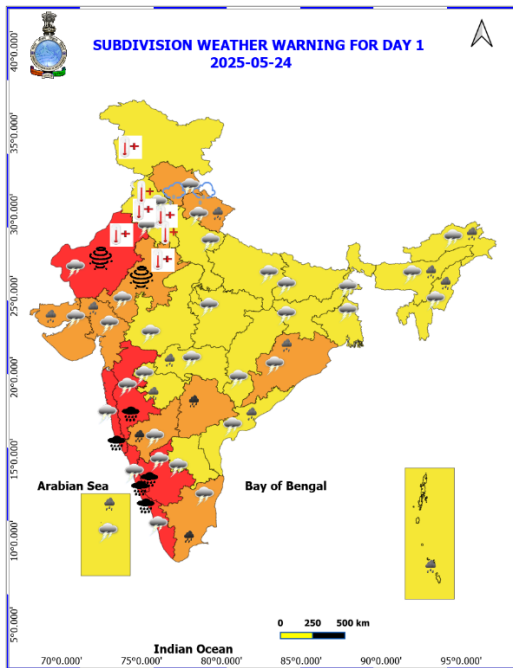 SUBDIVISION WEATHER WARNING FOR DAY 1
2025-05-24
40°0.000'
35°0.000'
30°0.000'
25°0.000'
20°0.000'
15°0.000'
10°0.000'
5°0.000'
Arabian Sea
Bay of Bengal
0 250 500 km
Indian Ocean
70°0.000' 75°0.000' 80°0.000' 85°0.000' 90°0.000' 95°0.000'